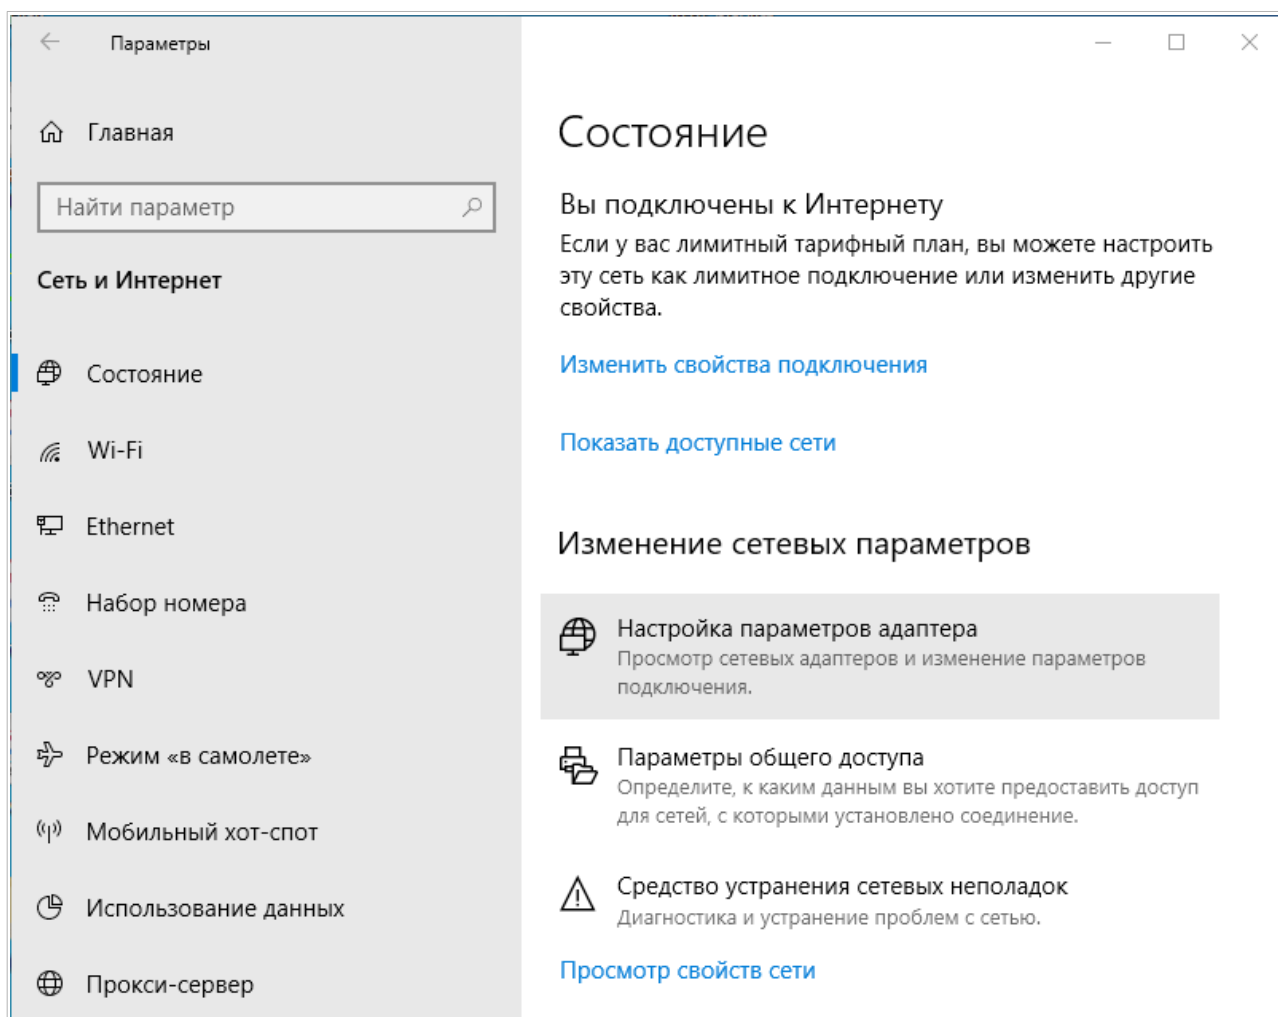 Параметры
Главная
Найти параметр
Сеть и Интернет
Состояние
Wi-Fi
Ethernet
Набор номера
VPN
Режим «в самолете»
Мобильный хот-спот
Использование данных
Прокси-сервер
Состояние
Вы подключены к Интернету
Если у вас лимитный тарифный план, вы можете настроить
эту сеть как лимитное подключение или изменить другие
свойства.
Изменить свойства подключения
Показать доступные сети
Изменение сетевых параметров
Настройка параметров адаптера
Просмотр сетевых адаптеров и изменение параметров
подключения.
Параметры общего доступа
Определите, к каким данным вы хотите предоставить доступ
для сетей, с которыми установлено соединение.
Средство устранения сетевых неполадок
Диагностика и устранение проблем с сетью.
Просмотр свойств сети